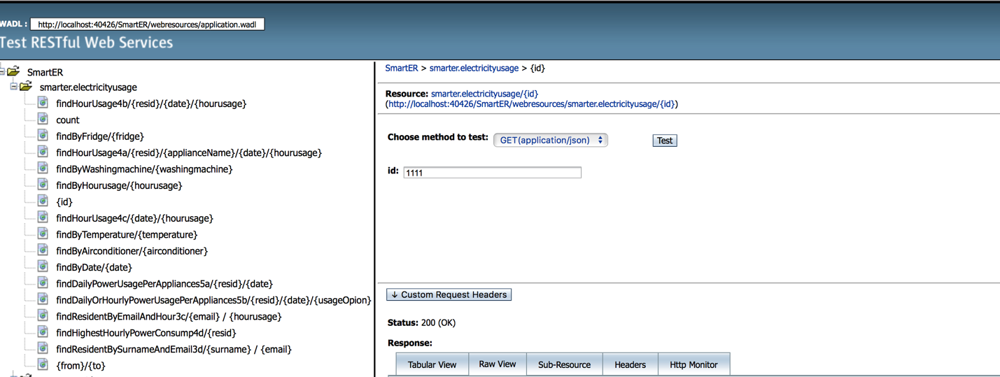 WADL : http://localhost:40426/SmartER/webresources/application.wadl
Test RESTful Web Services
SmartER
smarter.electricityusage
findHourUsage4b/{resid}/{date}/{hourusage}
count
findByFridge/{fridge}
findHourUsage4a/{resid}/{applianceName}/{date}/{hourusage}
findByWashingmachine/{washingmachine}
findByHourusage/{hourusage}
{id}
findHourUsage4c/{date}/{hourusage}
findByTemperature/{temperature}
findByAirconditioner/{airconditioner}
findByDate/{date}
findDailyPowerUsagePerAppliances5a/{resid}/{date}
findDailyOrHourlyPowerUsagePerAppliances5b/{resid}/{date}/{usageOpion}
findResidentByEmailAndHour3c/{email} / {hourusage}
findHighestHourlyPowerConsump4d/{resid}
findResidentBySurnameAndEmail3d/{surname} / {email}
{from}/{to}
SmartER > smarter.electricityusage > {id}
Resource: smarter.electricityusage/{id}
(http://localhost:40426/SmartER/webresources/smarter.electricityusage/{id})
Choose method to test: GET(application/json) Test
id: 1111
↓ Custom Request Headers
Status: 200 (OK)
Response:
Tabular View Raw View Sub-Resource Headers Http Monitor